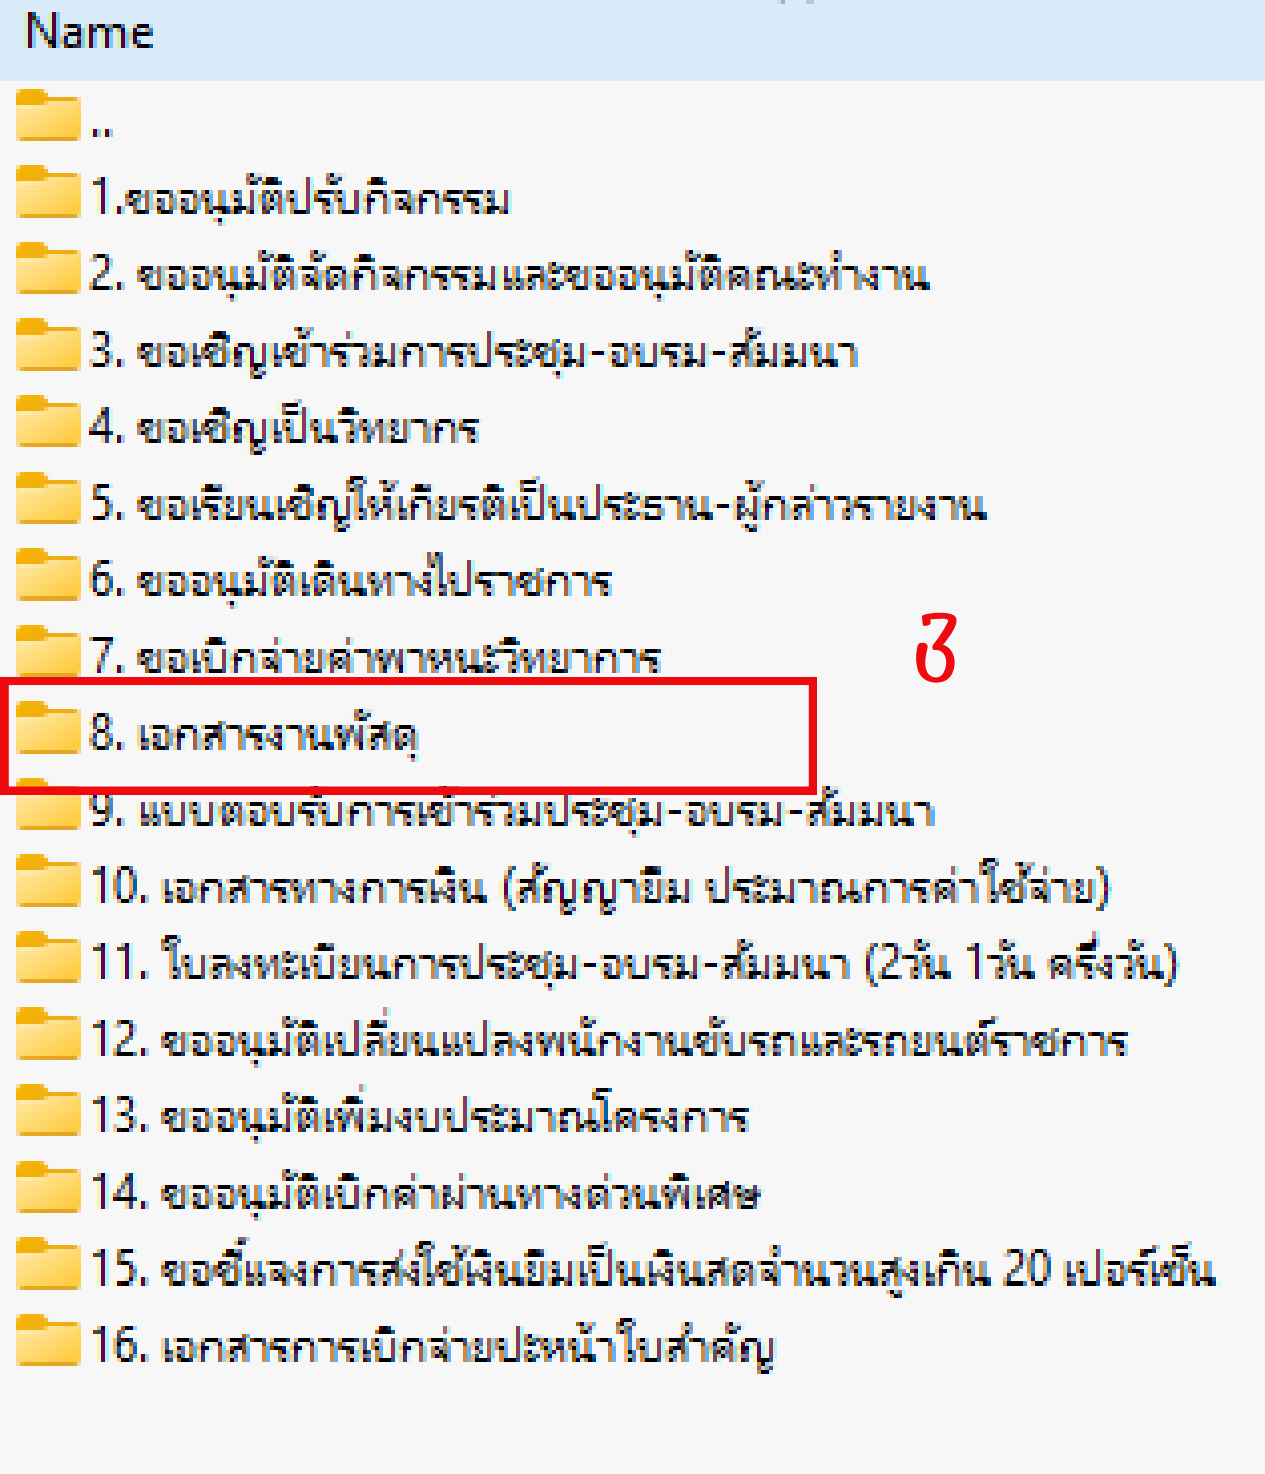 Name
..
1.ขออนุมัติปรับกิจกรรม
2. ขออนุมัติจัดกิจกรรมและขออนุมัติคณะทำงาน
3. ขอเชิญเข้าร่วมการประชุม-อบรม-สัมมนา
4. ขอเชิญเป็นวิทยากร
5. ขอเรียนเชิญให้เกียรติเป็นประธาน-ผู้กล่าวรายงาน
6. ขออนุมัติเดินทางไปราชการ
7. ขอเบิกจ่ายค่าพาหนะวิทยาการ
3
8. เอกสารงานพัสดุ
9. แบบตอบรับการเข้าร่วมประชุม-อบรม-สัมมนา
10. เอกสารทางการเงิน (สัญญายืม ประมาณการค่าใช้จ่าย)
11. ใบลงทะเบียนการประชุม-อบรม-สัมมนา (2วัน 1วัน ครึ่งวัน)
12. ขออนุมัติเปลี่ยนแปลงพนักงานขับรถและรถยนต์ราชการ
13. ขออนุมัติเพิ่มงบประมาณโครงการ
14. ขออนุมัติเบิกค่าผ่านทางด่วนพิเศษ
15. ขอชี้แจงการส่งใช้เงินยืมเป็นเงินสดจำนวนสูงเกิน 20 เปอร์เซ็น
16. เอกสารการเบิกจ่ายปะหน้าใบสำคัญ